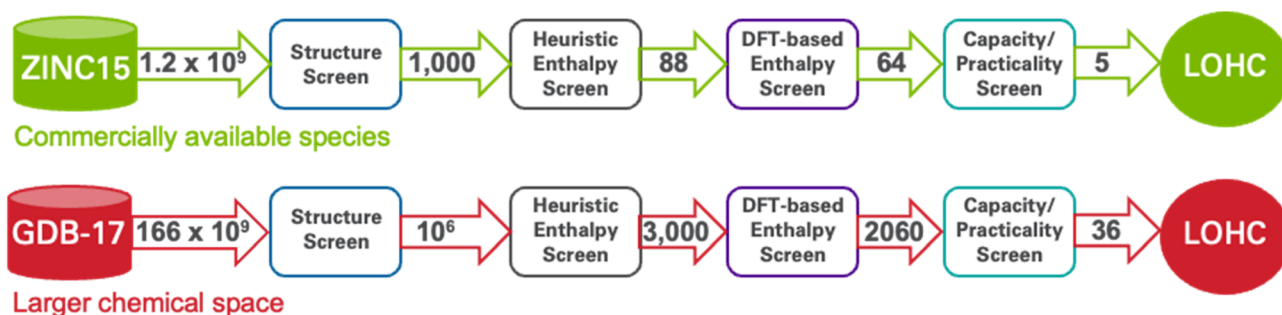 ZINC15
1.2 x 10⁹
Structure
Screen
1,000
Heuristic
Enthalpy
Screen
88
DFT-based
Enthalpy
Screen
64
Capacity/
Practicality
Screen
5
LOHC
Commercially available species
GDB-17
166 x 10⁹
Structure
Screen
10⁶
Heuristic
Enthalpy
Screen
3,000
DFT-based
Enthalpy
Screen
2060
Capacity/
Practicality
Screen
36
LOHC
Larger chemical space